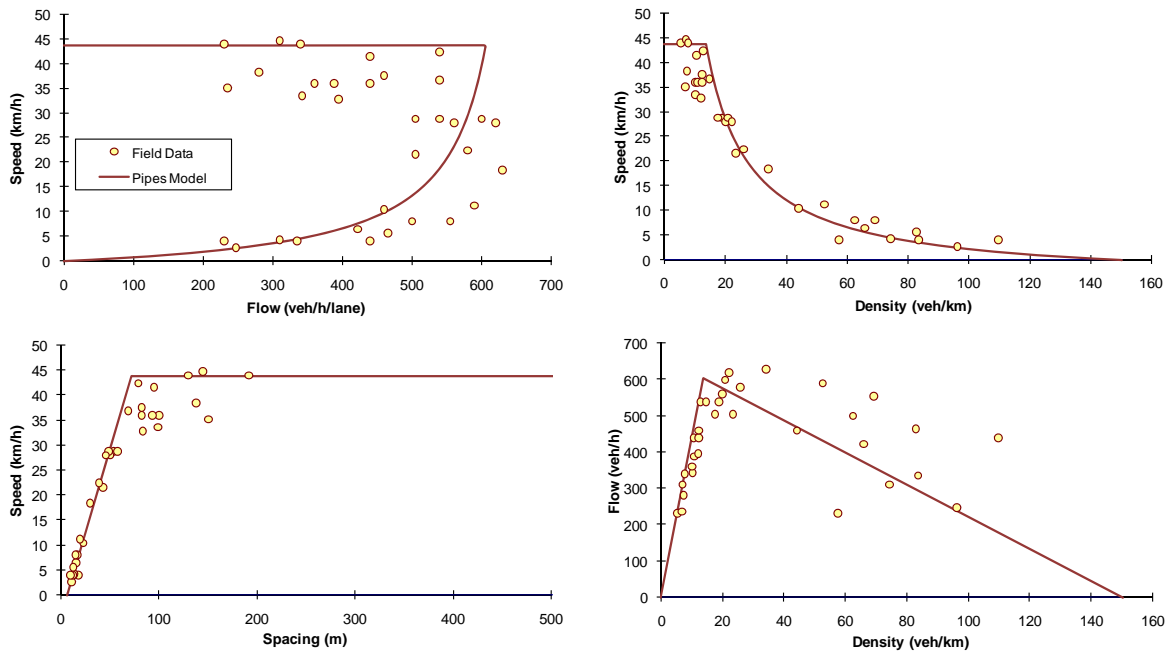 50
45
40
35
30
25
20
15
10
5
0
Speed (km/h)
Field Data
Pipes Model
0 100 200 300 400 500 600 700
Flow (veh/h/lane)
50
45
40
35
30
25
20
15
10
5
0
Speed (km/h)
0 20 40 60 80 100 120 140 160
Density (veh/km)
50
45
40
35
30
25
20
15
10
5
0
Speed (km/h)
0 100 200 300 400 500
Spacing (m)
700
600
500
400
300
200
100
0
Flow (veh/h)
0 20 40 60 80 100 120 140 160
Density (veh/km)